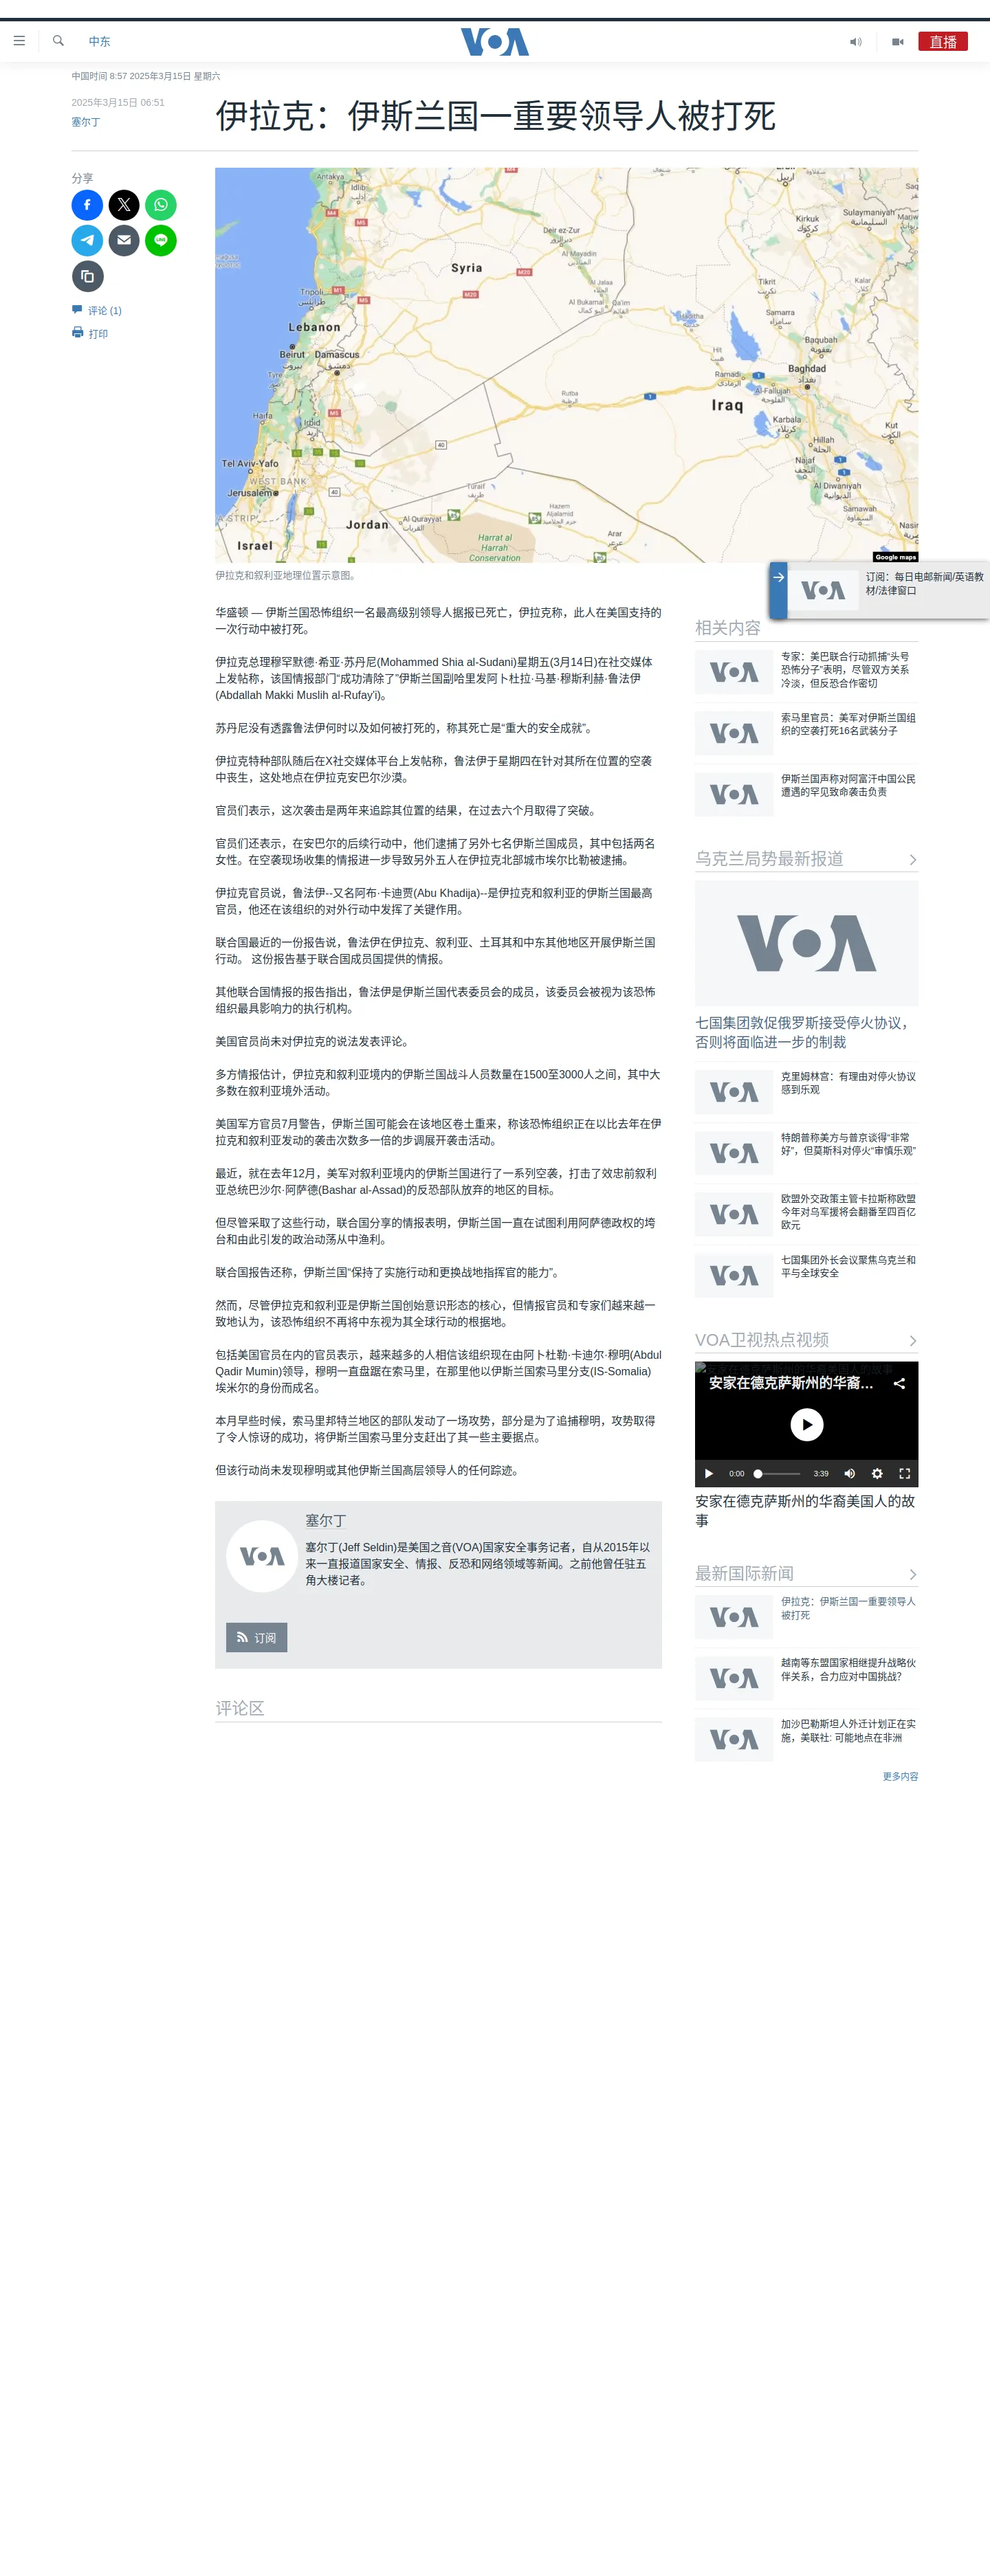 中东
VOA
直播
中国时间 8:57 2025年3月15日 星期六
2025年3月15日 06:51
塞尔丁
伊拉克：伊斯兰国一重要领导人被打死
分享
评论 (1)
打印
Antakya
Idlib
Syria
Deir ez-Zur
Al Mayadin
Kirkuk
Sulaymaniyah
Tikrit
Kalar
Samarra
Tripoli
Lebanon
Al Bukamal
Haditha
Baqubah
Beirut
Damascus
Hit
Ramadi
Baghdad
Al-Fallujah
Tyre
Rutba
Iraq
Karbala
Kut
Haifa
Irbid
Hillah
Najaf
Tel Aviv-Yafo
WEST BANK
Al Diwaniyah
Jerusalem
Turaif
Samawah
Jordan
Al Qurayyat
Hazem Aljalamid
Israel
Harrat al Harrah Conservation
Arar
Google maps
伊拉克和叙利亚地理位置示意图。
订阅：每日电邮新闻/英语教
材/法律窗口
华盛顿 — 伊斯兰国恐怖组织一名最高级别领导人据报已死亡，伊拉克称，此人在美国支持的
一次行动中被打死。
伊拉克总理穆罕默德·希亚·苏丹尼(Mohammed Shia al-Sudani)星期五(3月14日)在社交媒体
上发帖称，该国情报部门“成功清除了”伊斯兰国副哈里发阿卜杜拉·马基·穆斯利赫·鲁法伊
(Abdallah Makki Muslih al-Rufay'i)。
苏丹尼没有透露鲁法伊何时以及如何被打死的，称其死亡是“重大的安全成就”。
伊拉克特种部队随后在X社交媒体平台上发帖称，鲁法伊于星期四在针对其所在位置的空袭
中丧生，这处地点在伊拉克安巴尔沙漠。
官员们表示，这次袭击是两年来追踪其位置的结果，在过去六个月取得了突破。
官员们还表示，在安巴尔的后续行动中，他们逮捕了另外七名伊斯兰国成员，其中包括两名
女性。在空袭现场收集的情报进一步导致另外五人在伊拉克北部城市埃尔比勒被逮捕。
伊拉克官员说，鲁法伊--又名阿布·卡迪贾(Abu Khadija)--是伊拉克和叙利亚的伊斯兰国最高
官员，他还在该组织的对外行动中发挥了关键作用。
联合国最近的一份报告说，鲁法伊在伊拉克、叙利亚、土耳其和中东其他地区开展伊斯兰国
行动。 这份报告基于联合国成员国提供的情报。
其他联合国情报的报告指出，鲁法伊是伊斯兰国代表委员会的成员，该委员会被视为该恐怖
组织最具影响力的执行机构。
美国官员尚未对伊拉克的说法发表评论。
多方情报估计，伊拉克和叙利亚境内的伊斯兰国战斗人员数量在1500至3000人之间，其中大
多数在叙利亚境外活动。
美国军方官员7月警告，伊斯兰国可能会在该地区卷土重来，称该恐怖组织正在以比去年在伊
拉克和叙利亚发动的袭击次数多一倍的步调展开袭击活动。
最近，就在去年12月，美军对叙利亚境内的伊斯兰国进行了一系列空袭，打击了效忠前叙利
亚总统巴沙尔·阿萨德(Bashar al-Assad)的反恐部队放弃的地区的目标。
但尽管采取了这些行动，联合国分享的情报表明，伊斯兰国一直在试图利用阿萨德政权的垮
台和由此引发的政治动荡从中渔利。
联合国报告还称，伊斯兰国“保持了实施行动和更换战地指挥官的能力”。
然而，尽管伊拉克和叙利亚是伊斯兰国创始意识形态的核心，但情报官员和专家们越来越一
致地认为，该恐怖组织不再将中东视为其全球行动的根据地。
包括美国官员在内的官员表示，越来越多的人相信该组织现在由阿卜杜勒·卡迪尔·穆明(Abdul
Qadir Mumin)领导，穆明一直盘踞在索马里，在那里他以伊斯兰国索马里分支(IS-Somalia)
埃米尔的身份而成名。
本月早些时候，索马里邦特兰地区的部队发动了一场攻势，部分是为了追捕穆明，攻势取得
了令人惊讶的成功，将伊斯兰国索马里分支赶出了其一些主要据点。
但该行动尚未发现穆明或其他伊斯兰国高层领导人的任何踪迹。
塞尔丁
塞尔丁(Jeff Seldin)是美国之音(VOA)国家安全事务记者，自从2015年以
来一直报道国家安全、情报、反恐和网络领域等新闻。之前他曾任驻五
角大楼记者。
订阅
评论区
相关内容
专家：美巴联合行动抓捕“头号
恐怖分子”表明，尽管双方关系
冷淡，但反恐合作密切
索马里官员：美军对伊斯兰国组
织的空袭打死16名武装分子
伊斯兰国声称对阿富汗中国公民
遭遇的罕见致命袭击负责
乌克兰局势最新报道
七国集团敦促俄罗斯接受停火协议，
否则将面临进一步的制裁
克里姆林宫：有理由对停火协议
感到乐观
特朗普称美方与普京谈得“非常
好”，但莫斯科对停火“审慎乐观”
欧盟外交政策主管卡拉斯称欧盟
今年对乌军援将会翻番至四百亿
欧元
七国集团外长会议聚焦乌克兰和
平与全球安全
VOA卫视热点视频
安家在德克萨斯州的华裔...
0:00
3:39
安家在德克萨斯州的华裔美国人的故
事
最新国际新闻
伊拉克：伊斯兰国一重要领导人
被打死
越南等东盟国家相继提升战略伙
伴关系，合力应对中国挑战？
加沙巴勒斯坦人外迁计划正在实
施，美联社: 可能地点在非洲
更多内容